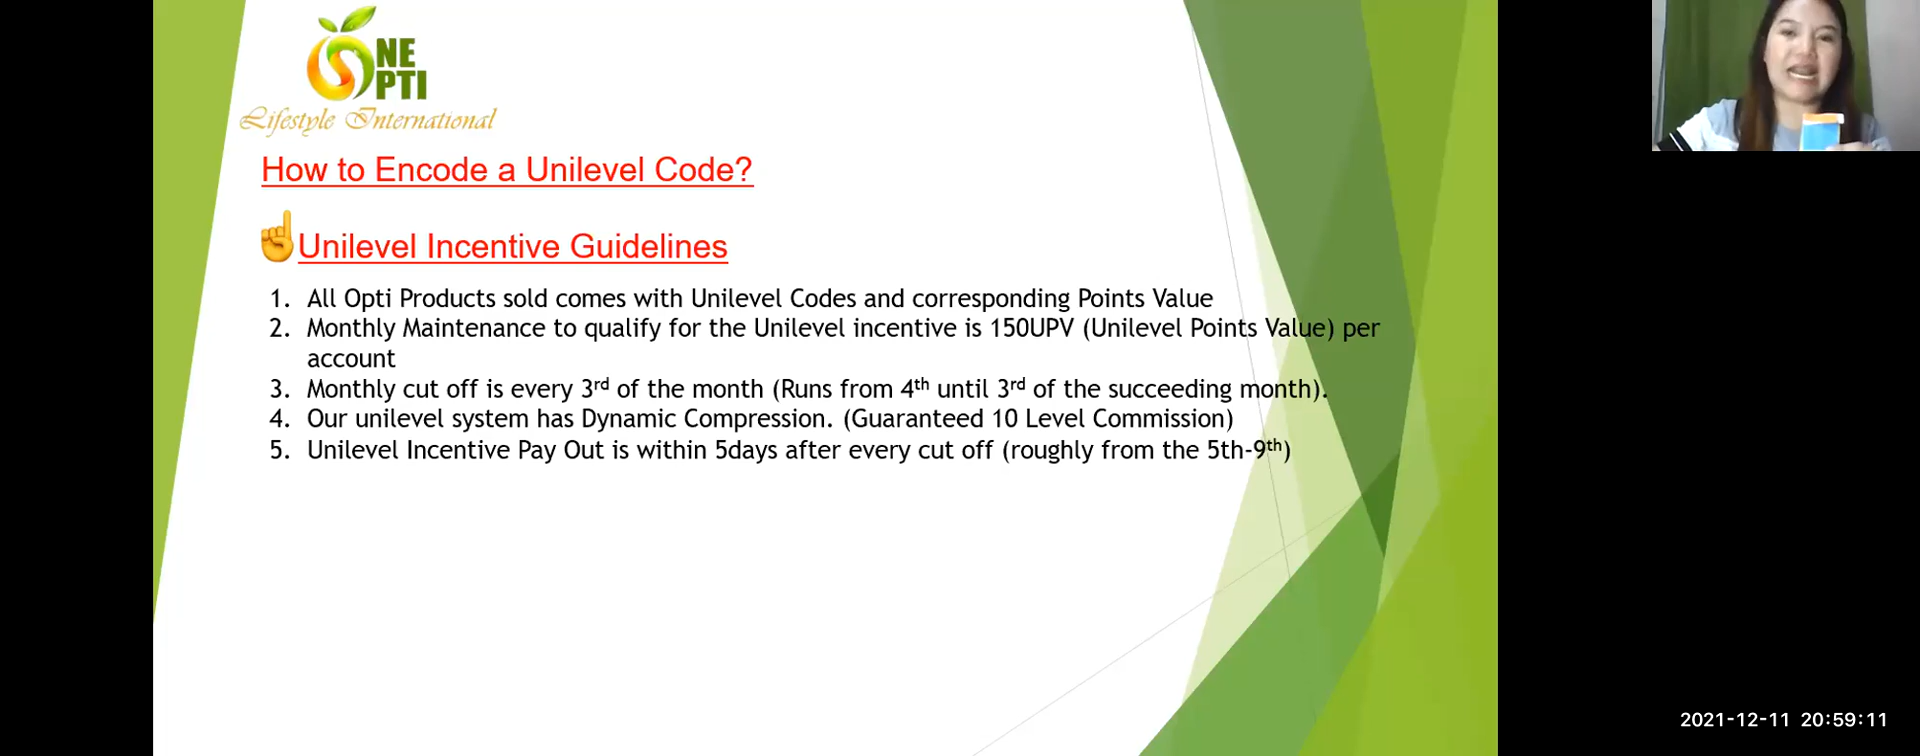 NE
PTI
Lifestyle International
How to Encode a Unilevel Code?
☝Unilevel Incentive Guidelines
1. All Opti Products sold comes with Unilevel Codes and corresponding Points Value
2. Monthly Maintenance to qualify for the Unilevel incentive is 150UPV (Unilevel Points Value) per
account
3. Monthly cut off is every 3rd of the month (Runs from 4th until 3rd of the succeeding month).
4. Our unilevel system has Dynamic Compression. (Guaranteed 10 Level Commission)
5. Unilevel Incentive Pay Out is within 5days after every cut off (roughly from the 5th-9th)
2021-12-11 20:59:11